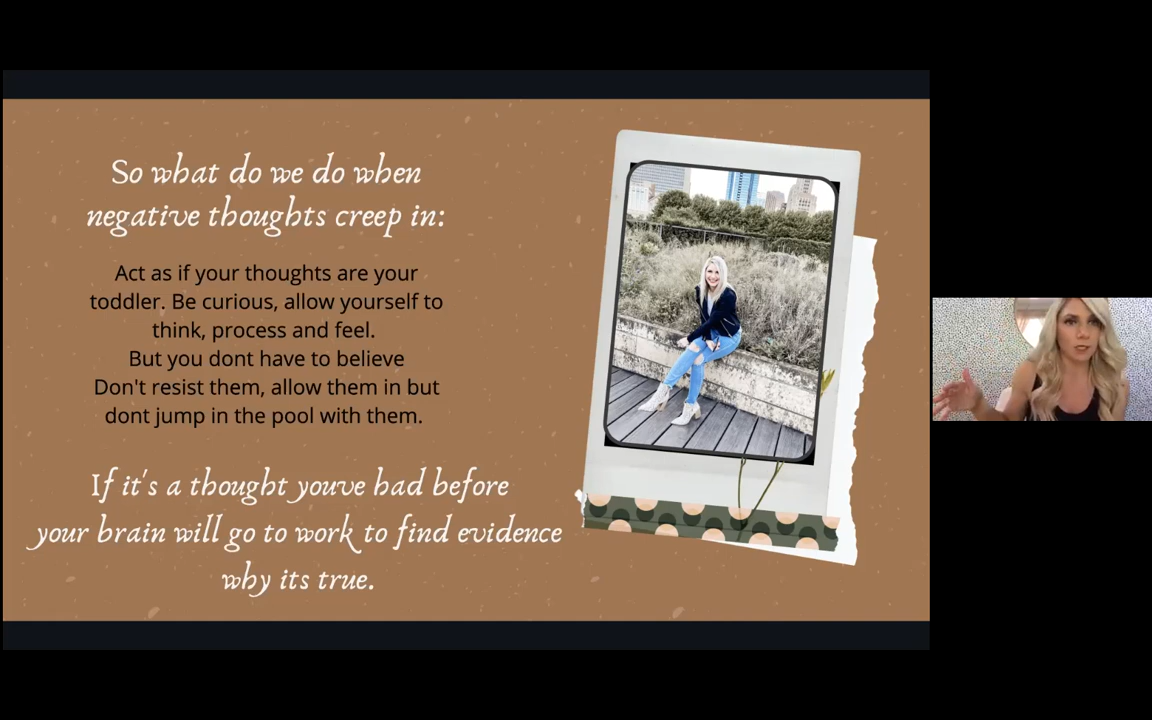 So what do we do when
negative thoughts creep in:
Act as if your thoughts are your
toddler. Be curious, allow yourself to
think, process and feel.
But you dont have to believe
Don't resist them, allow them in but
dont jump in the pool with them.
If it's a thought youve had before
your brain will go to work to find evidence
why its true.